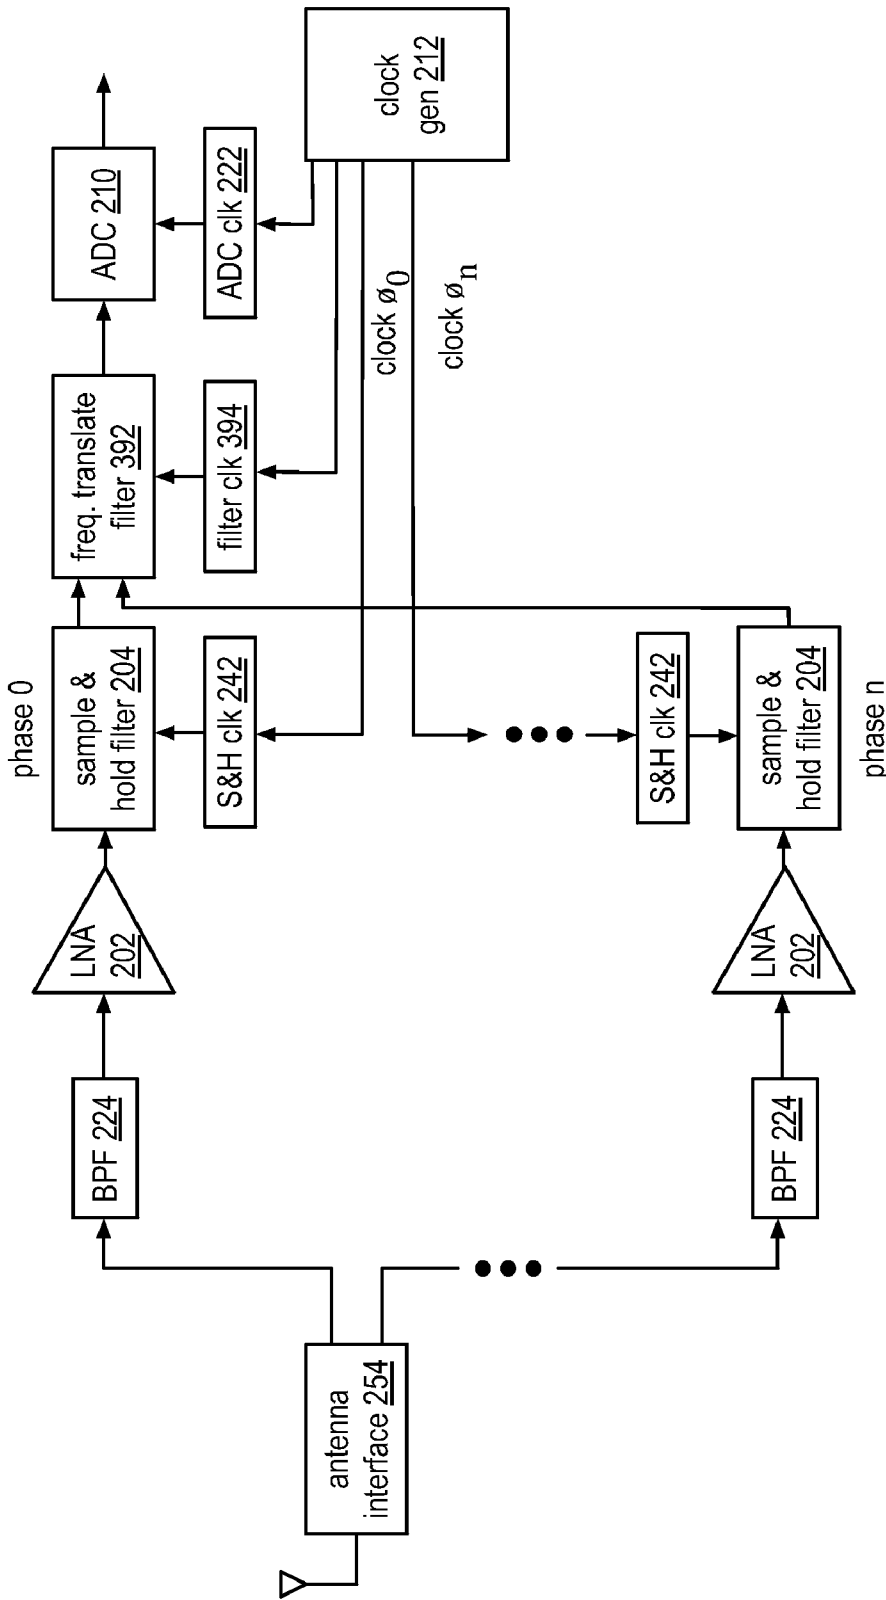 phase 0
antenna
interface 254
BPF 224
LNA
202
sample &
hold filter 204
S&H clk 242
freq. translate
filter 392
filter clk 394
ADC 210
ADC clk 222
clock
gen 212
clock ø0
clock øn
BPF 224
LNA
202
S&H clk 242
sample &
hold filter 204
phase n